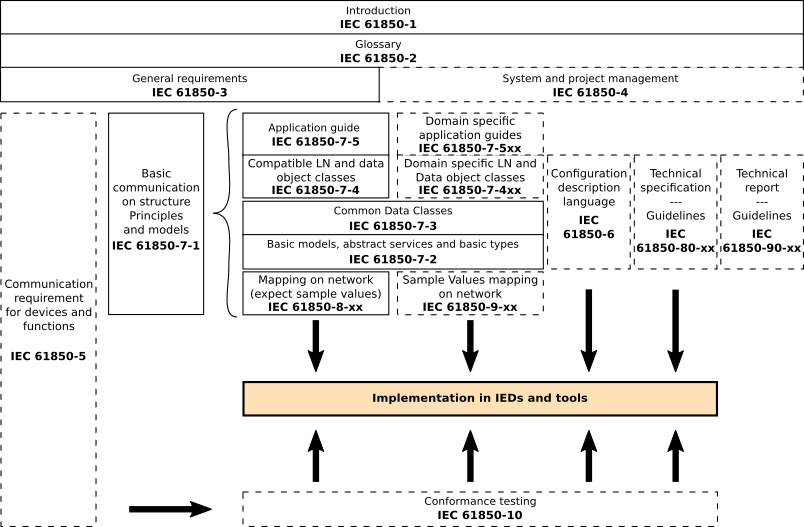 Introduction
IEC 61850-1
Glossary
IEC 61850-2
General requirements
IEC 61850-3
System and project management
IEC 61850-4
Communication
requirement
for devices and
functions
IEC 61850-5
Basic
communication
on structure
Principles
and models
IEC 61850-7-1
Application guide
IEC 61850-7-5
Domain specific
application guides
IEC 61850-7-5xx
Compatible LN and data
object classes
IEC 61850-7-4
Domain specific LN and
Data object classes
IEC 61850-7-4xx
Common Data Classes
IEC 61850-7-3
Basic models, abstract services and basic types
IEC 61850-7-2
Mapping on network
(expect sample values)
IEC 61850-8-xx
Sample Values mapping
on network
IEC 61850-9-xx
Configuration
description
language
IEC
61850-6
Technical
specification
---
Guidelines
IEC
61850-80-xx
Technical
report
---
Guidelines
IEC
61850-90-xx
Implementation in IEDs and tools
Conformance testing
IEC 61850-10